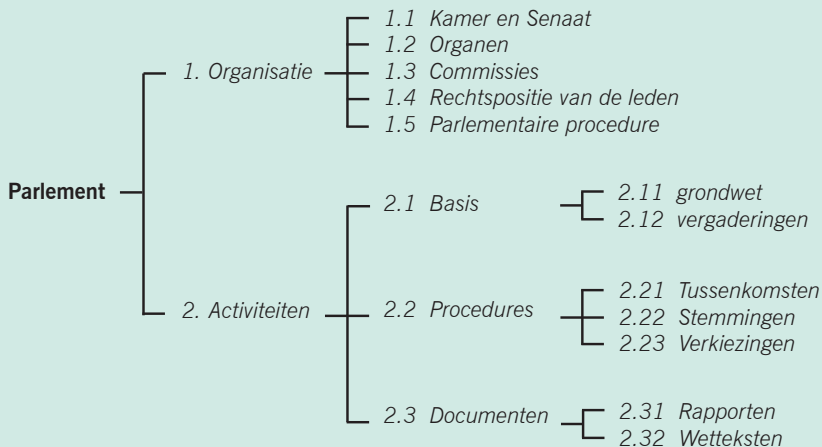 Parlement
1. Organisatie
1.1 Kamer en Senaat
1.2 Organen
1.3 Commissies
1.4 Rechtspositie van de leden
1.5 Parlementaire procedure
2. Activiteiten
2.1 Basis
2.11 grondwet
2.12 vergaderingen
2.2 Procedures
2.21 Tussenkomsten
2.22 Stemmingen
2.23 Verkiezingen
2.3 Documenten
2.31 Rapporten
2.32 Wetteksten